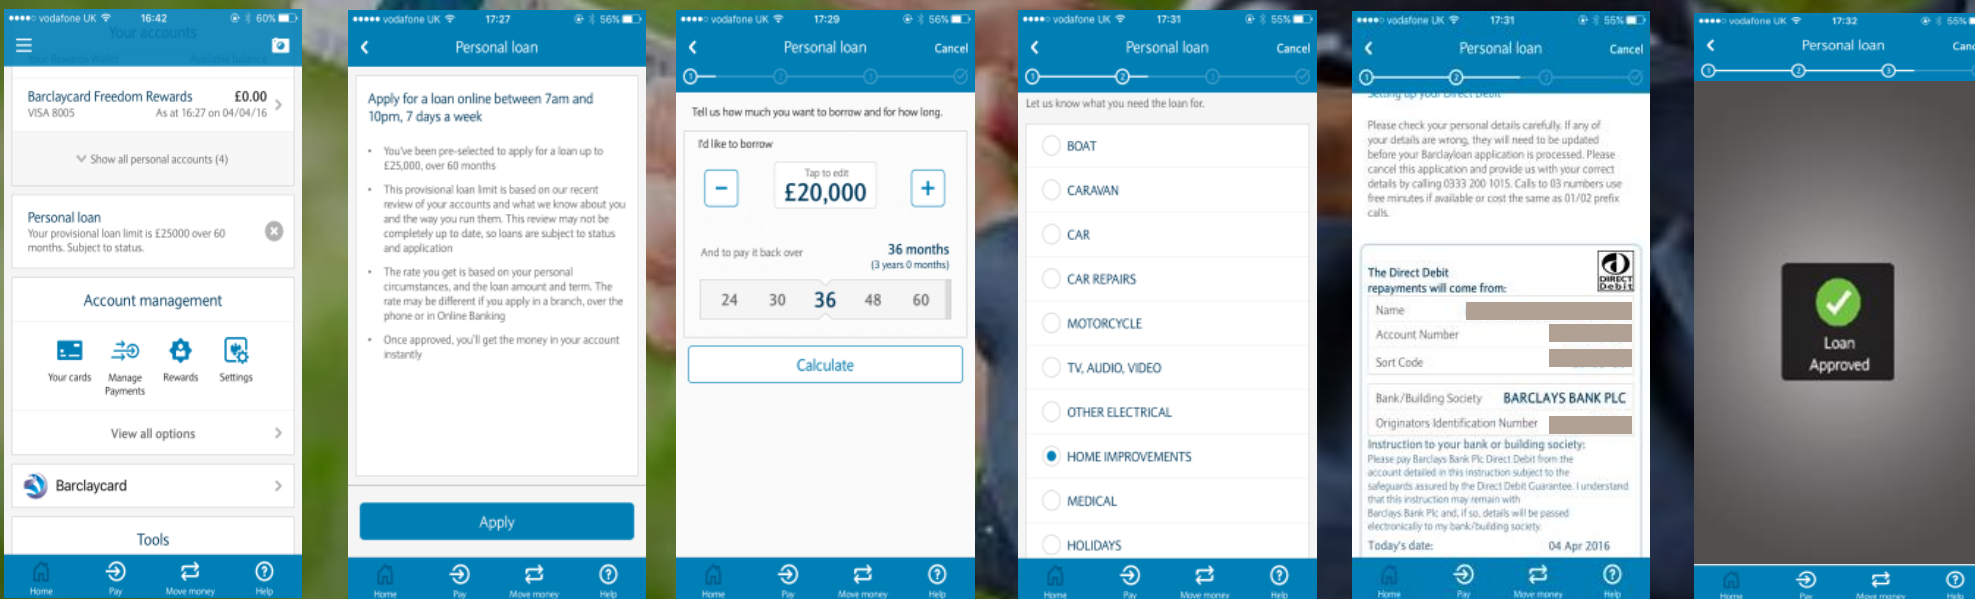 vodafone UK 16:42 60%
Your accounts
Your Rewards Wallet Available balance
Barclaycard Freedom Rewards £0.00
VISA 8005 As at 16:27 on 04/04/16
Show all personal accounts (4)
Personal loan
Your provisional loan limit is £25000 over 60
months. Subject to status.
Account management
Your cards Manage Payments Rewards Settings
View all options
Barclaycard
Tools
Home Pay Move money Help
vodafone UK 17:27 56%
Personal loan
Apply for a loan online between 7am and
10pm, 7 days a week
• You've been pre-selected to apply for a loan up to
£25,000, over 60 months
• This provisional loan limit is based on our recent
review of your accounts and what we know about you
and the way you run them. This review may not be
completely up to date, so loans are subject to status
and application
• The rate you get is based on your personal
circumstances, and the loan amount and term. The
rate may be different if you apply in a branch, over the
phone or in Online Banking
• Once approved, you'll get the money in your account
instantly
Apply
Home Pay Move money Help
vodafone UK 17:29 56%
Personal loan Cancel
1 2 3
Tell us how much you want to borrow and for how long.
I'd like to borrow
Tap to edit
− £20,000 +
And to pay it back over 36 months
(3 years 0 months)
24 30 36 48 60
Calculate
Home Pay Move money Help
vodafone UK 17:31 55%
Personal loan Cancel
1 2 3
Let us know what you need the loan for.
BOAT
CARAVAN
CAR
CAR REPAIRS
MOTORCYCLE
TV, AUDIO, VIDEO
OTHER ELECTRICAL
HOME IMPROVEMENTS
MEDICAL
HOLIDAYS
Home Pay Move money Help
vodafone UK 17:31 55%
Personal loan Cancel
1 2 3
Setting up your Direct Debit
Please check your personal details carefully. If any of
your details are wrong, they will need to be updated
before your Barclayloan application is processed. Please
cancel this application and provide us with your correct
details by calling 0333 200 1015. Calls to 03 numbers use
free minutes if available or cost the same as 01/02 prefix
calls.
The Direct Debit
repayments will come from:
DIRECT
Debit
Name
Account Number
Sort Code
Bank/Building Society BARCLAYS BANK PLC
Originators Identification Number
Instruction to your bank or building society:
Please pay Barclays Bank Plc Direct Debit from the
account detailed in this instruction subject to the
safeguards assured by the Direct Debit Guarantee. I understand
that this instruction may remain with
Barclays Bank Plc and, if so, details will be passed
electronically to my bank/building society.
Today's date: 04 Apr 2016
Home Pay Move money Help
vodafone UK 17:32 55%
Personal loan Canc
1 2 3
Loan
Approved
Home Pay Move money Help